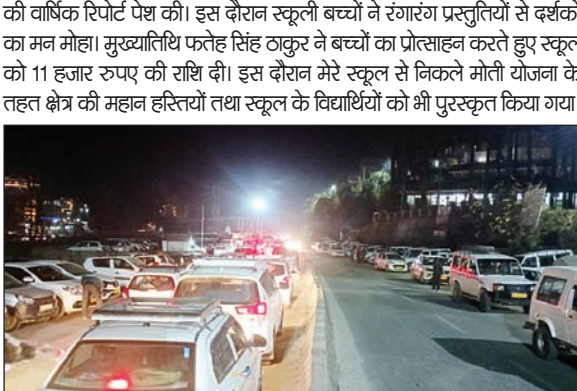 की वार्षिक रिपोर्ट पेश की। इस दौरान स्कूली बच्चों ने रंगारंग प्रस्तुतियों से दर्शकों
का मन मोहा। मुख्यातिथि फतेह सिंह ठाकुर ने बच्चों का प्रोत्साहन करते हुए स्कूल
को 11 हजार रुपए की राशि दी। इस दौरान मेरे स्कूल से निकले मोती योजना के
तहत क्षेत्र की महान हस्तियों तथा स्कूल के विद्यार्थियों को भी पुरस्कृत किया गया